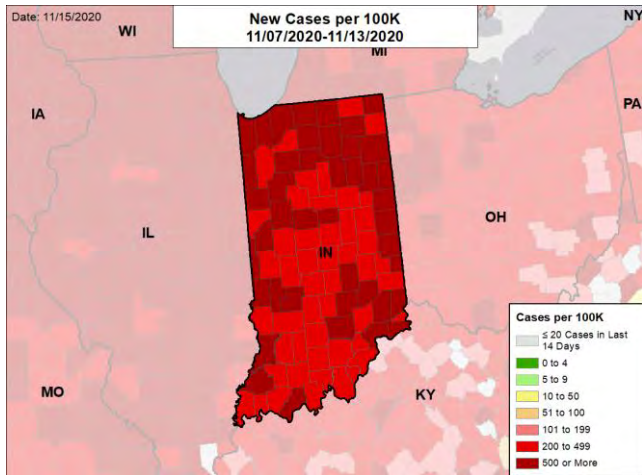 Date: 11/15/2020
New Cases per 100K
11/07/2020-11/13/2020
WI
MI
NY
IA
PA
IL
IN
OH
MO
KY
Cases per 100K
≤ 20 Cases in Last
14 Days
0 to 4
5 to 9
10 to 50
51 to 100
101 to 199
200 to 499
500 or More